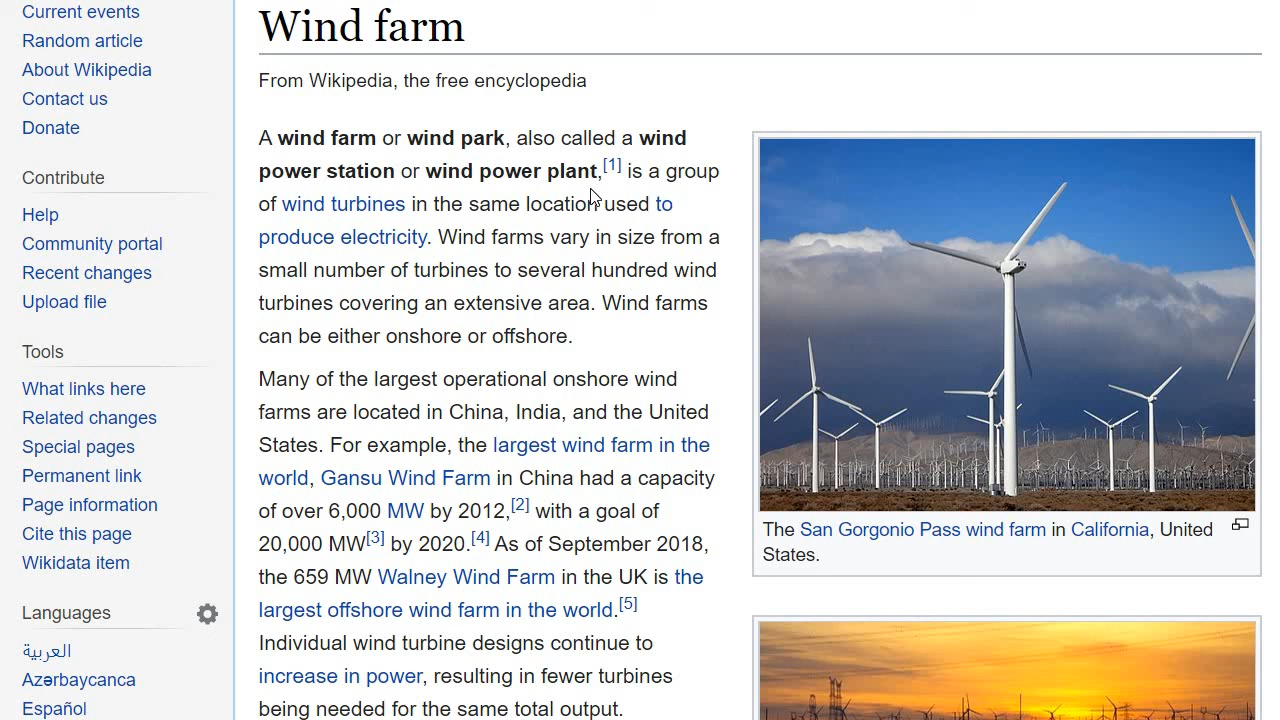 Current events
Random article
About Wikipedia
Contact us
Donate
Contribute
Help
Community portal
Recent changes
Upload file
Tools
What links here
Related changes
Special pages
Permanent link
Page information
Cite this page
Wikidata item
Languages
العربية
Azərbaycanca
Español
Wind farm
From Wikipedia, the free encyclopedia
A wind farm or wind park, also called a wind
power station or wind power plant,[1] is a group
of wind turbines in the same location used to
produce electricity. Wind farms vary in size from a
small number of turbines to several hundred wind
turbines covering an extensive area. Wind farms
can be either onshore or offshore.
Many of the largest operational onshore wind
farms are located in China, India, and the United
States. For example, the largest wind farm in the
world, Gansu Wind Farm in China had a capacity
of over 6,000 MW by 2012,[2] with a goal of
20,000 MW[3] by 2020.[4] As of September 2018,
the 659 MW Walney Wind Farm in the UK is the
largest offshore wind farm in the world.[5]
Individual wind turbine designs continue to
increase in power, resulting in fewer turbines
being needed for the same total output.
The San Gorgonio Pass wind farm in California, United
States.